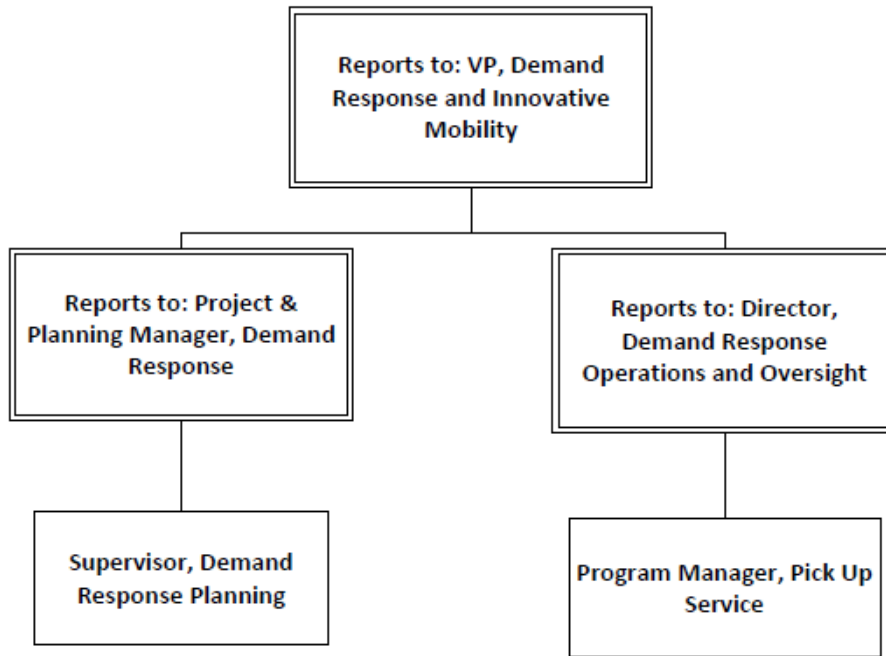 Reports to: VP, Demand
Response and Innovative
Mobility
Reports to: Project &
Planning Manager, Demand
Response
Reports to: Director,
Demand Response
Operations and Oversight
Supervisor, Demand
Response Planning
Program Manager, Pick Up
Service